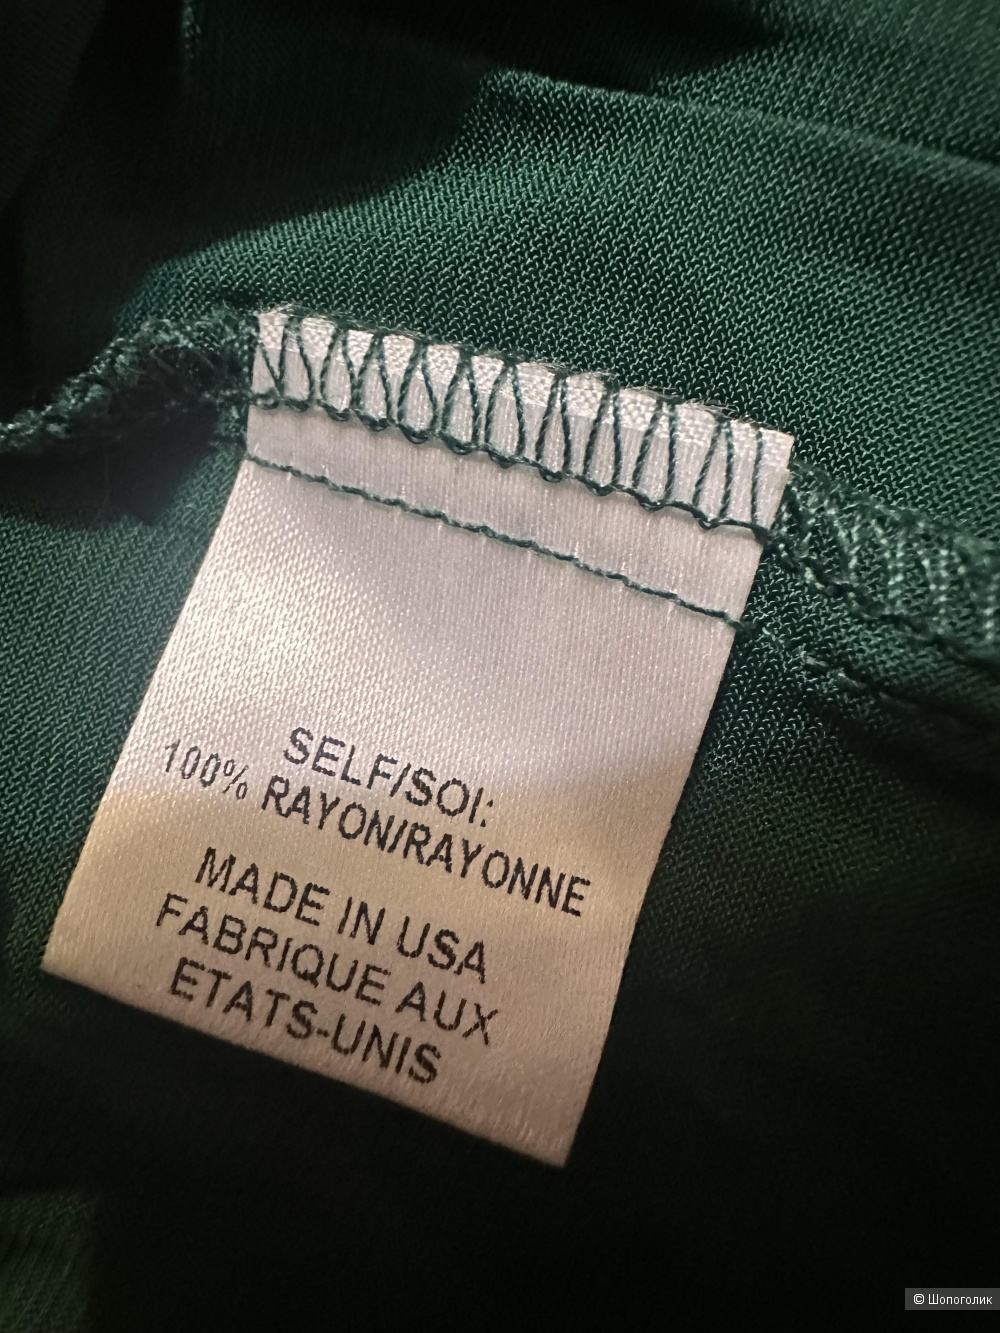 SELF/SOI:
100% RAYON/RAYONNE
MADE IN USA
FABRIQUE AUX
ETATS-UNIS
© Шопоголик